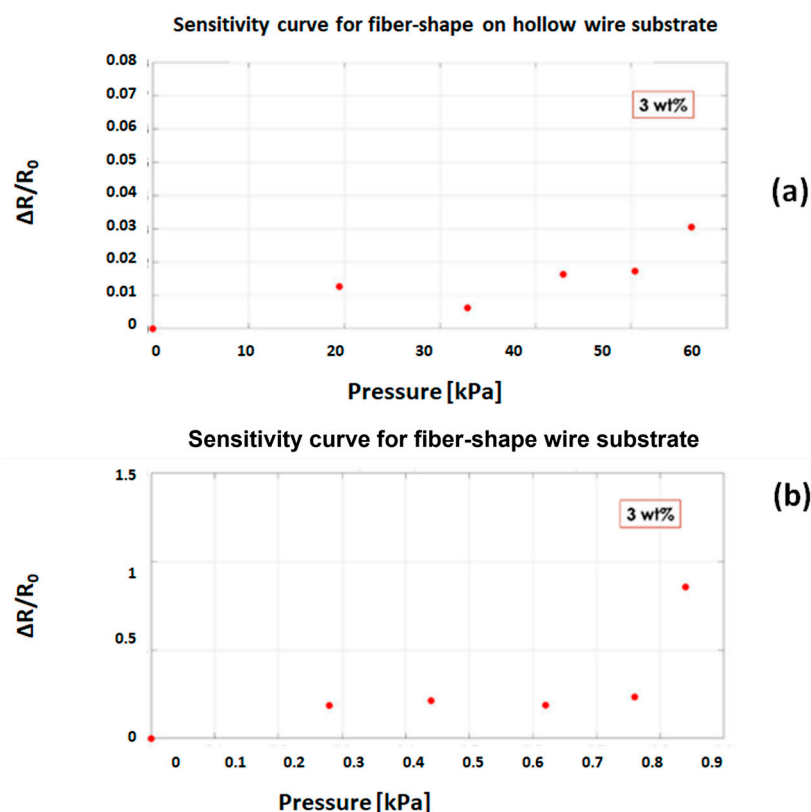 Sensitivity curve for fiber-shape on hollow wire substrate
0.08
0.07
0.06
0.05
0.04
0.03
0.02
0.01
0
3 wt%
(a)
ΔR/R₀
0 10 20 30 40 50 60
Pressure [kPa]
Sensitivity curve for fiber-shape wire substrate
1.5
1
0.5
0
3 wt%
(b)
ΔR/R₀
0 0.1 0.2 0.3 0.4 0.5 0.6 0.7 0.8 0.9
Pressure [kPa]